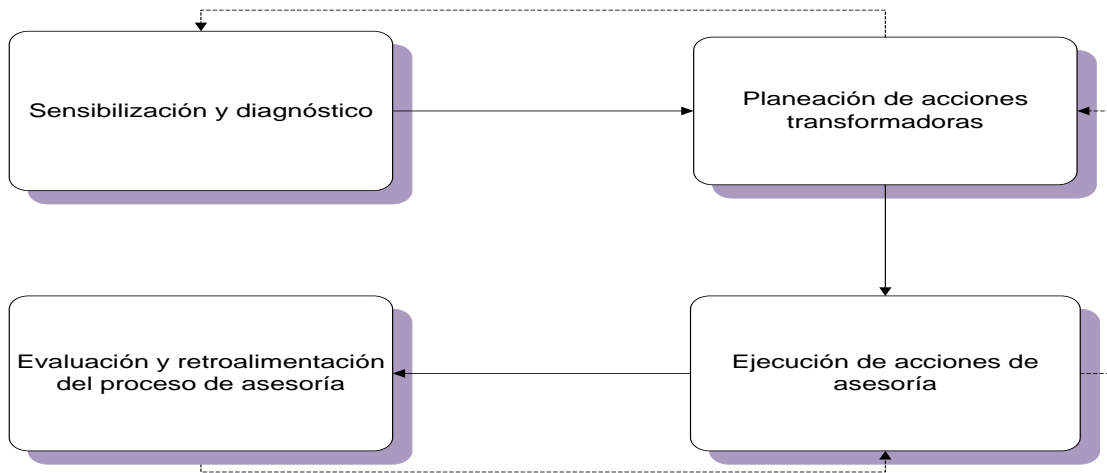 Sensibilización y diagnóstico
Planeación de acciones
transformadoras
Evaluación y retroalimentación
del proceso de asesoría
Ejecución de acciones de
asesoría